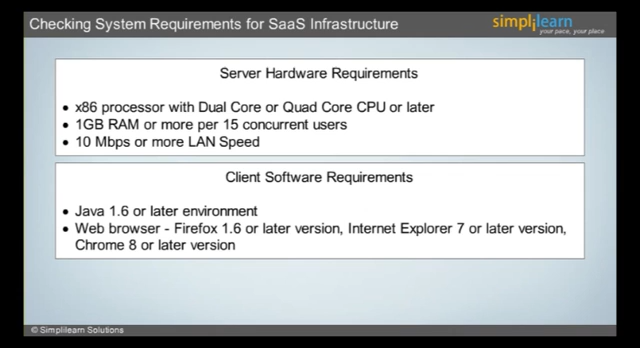 Checking System Requirements for SaaS Infrastructure
simplilearn
your pace, your place
Server Hardware Requirements
• x86 processor with Dual Core or Quad Core CPU or later
• 1GB RAM or more per 15 concurrent users
• 10 Mbps or more LAN Speed
Client Software Requirements
• Java 1.6 or later environment
• Web browser - Firefox 1.6 or later version, Internet Explorer 7 or later version,
Chrome 8 or later version
© Simplilearn Solutions